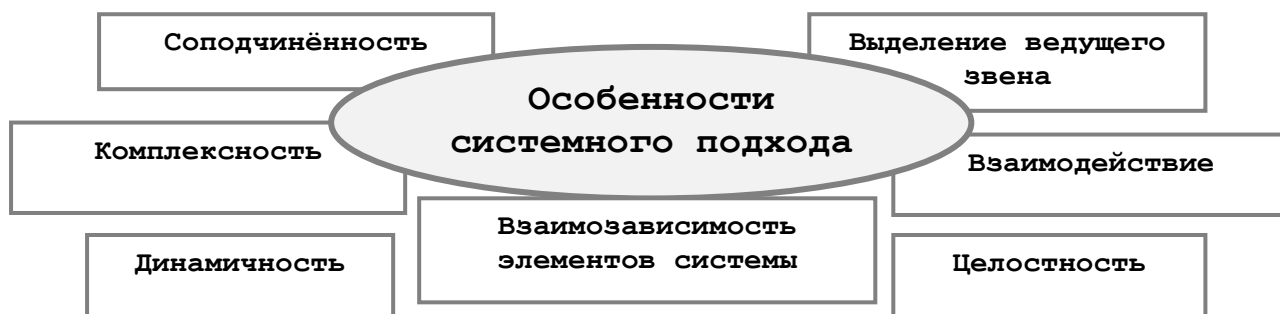 Соподчинённость
Выделение ведущего
звена
Особенности
системного подхода
Комплексность
Взаимодействие
Взаимозависимость
элементов системы
Динамичность
Целостность